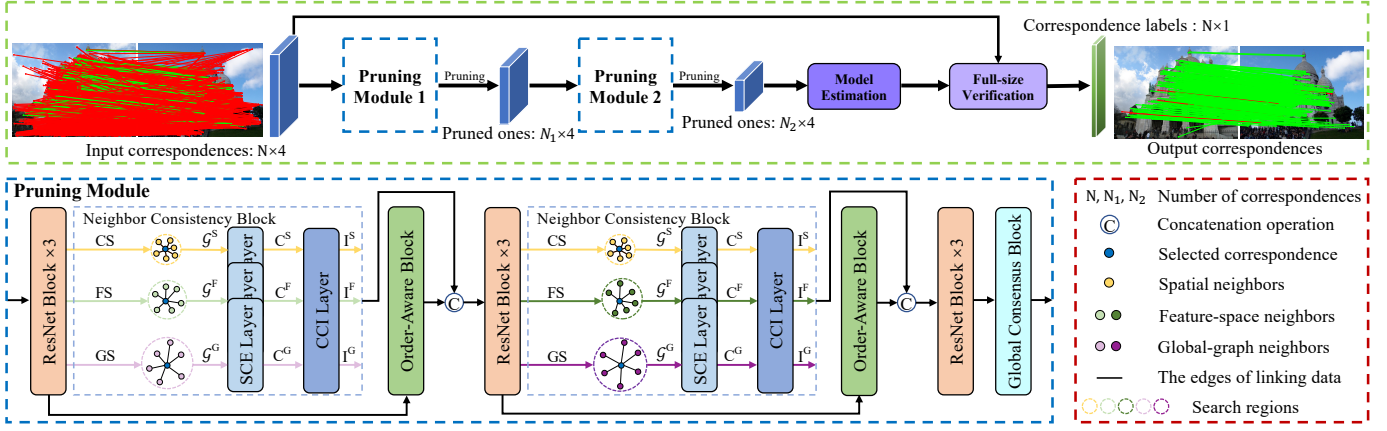 Input correspondences: N×4
Pruning
Module 1
Pruning
Pruned ones: N₁×4
Pruning
Module 2
Pruning
Pruned ones: N₂×4
Model
Estimation
Full-size
Verification
Correspondence labels : N×1
Output correspondences
Pruning Module
ResNet Block ×3
Neighbor Consistency Block
CS
𝒢ˢ
Cˢ
Iˢ
FS
𝒢ᶠ
Cᶠ
Iᶠ
GS
𝒢ᴳ
Cᴳ
Iᴳ
SCE Layer
Layer
Layer
CCI Layer
Order-Aware Block
C
ResNet Block ×3
Neighbor Consistency Block
CS
𝒢ˢ
Cˢ
Iˢ
FS
𝒢ᶠ
Cᶠ
Iᶠ
GS
𝒢ᴳ
Cᴳ
Iᴳ
SCE Layer
Layer
Layer
CCI Layer
Order-Aware Block
C
ResNet Block ×3
Global Consensus Block
N, N₁, N₂ Number of correspondences
C Concatenation operation
Selected correspondence
Spatial neighbors
Feature-space neighbors
Global-graph neighbors
The edges of linking data
Search regions